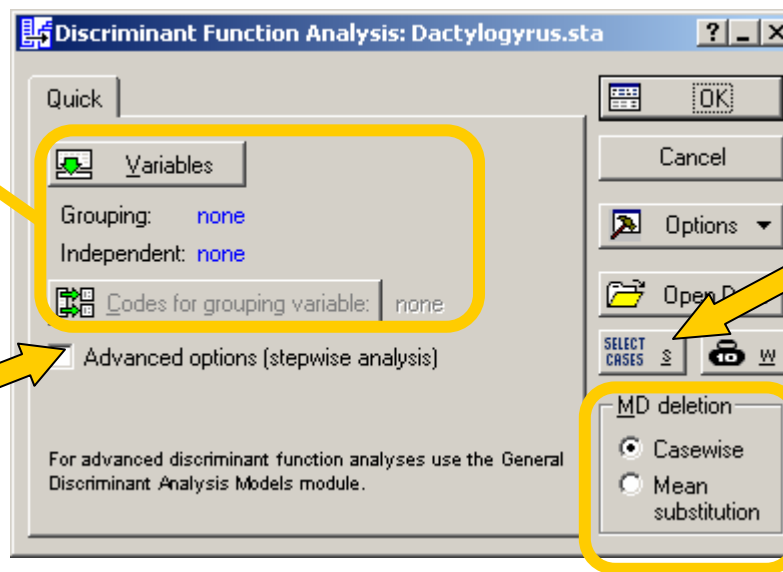 Discriminant Function Analysis: Dactylogyrus.sta
Quick
Variables
Grouping: none
Independent: none
Codes for grouping variable: none
Advanced options (stepwise analysis)
For advanced discriminant function analyses use the General
Discriminant Analysis Models module.
OK
Cancel
Options
Open
SELECT
CASES S
W
MD deletion
Casewise
Mean
substitution